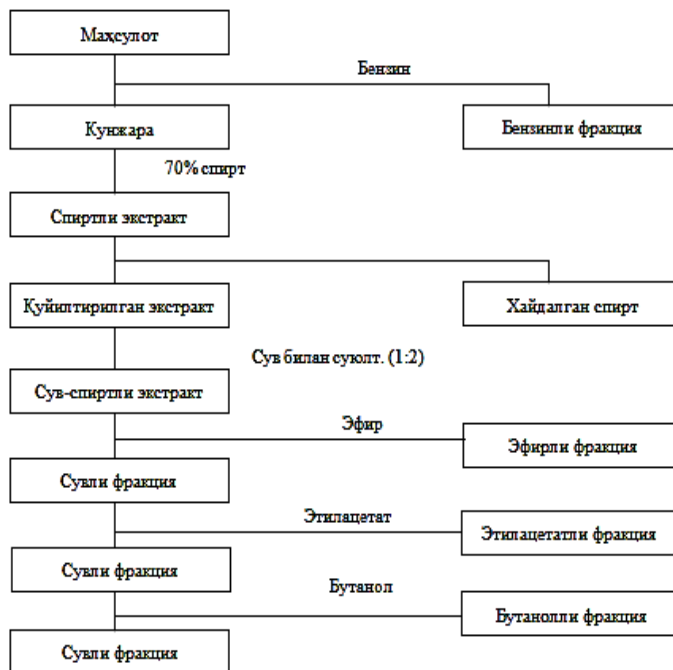 Маҳсулот
Бензин
Кунжара
Бензинли фракция
70% спирт
Спиртли экстракт
Қуйилтирилган экстракт
Хайдалган спирт
Сув билан суюлт. (1:2)
Сув-спиртли экстракт
Эфир
Эфирли фракция
Сувли фракция
Этилацетат
Этилацетатли фракция
Сувли фракция
Бутанол
Бутанолли фракция
Сувли фракция